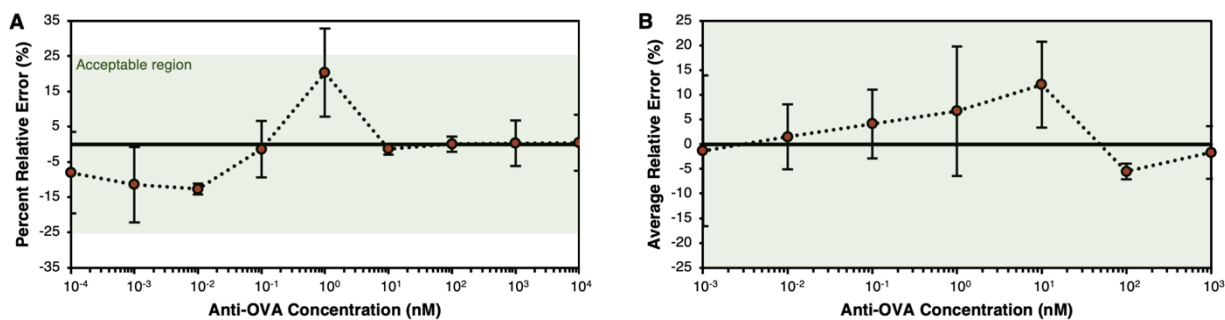 A
Percent Relative Error (%)
35
25
15
5
-5
-15
-25
-35
Acceptable region
10⁻⁴ 10⁻³ 10⁻² 10⁻¹ 10⁰ 10¹ 10² 10³ 10⁴
Anti-OVA Concentration (nM)
B
Average Relative Error (%)
25
20
15
10
5
0
-5
-10
-15
-20
-25
10⁻³ 10⁻² 10⁻¹ 10⁰ 10¹ 10² 10³
Anti-OVA Concentration (nM)